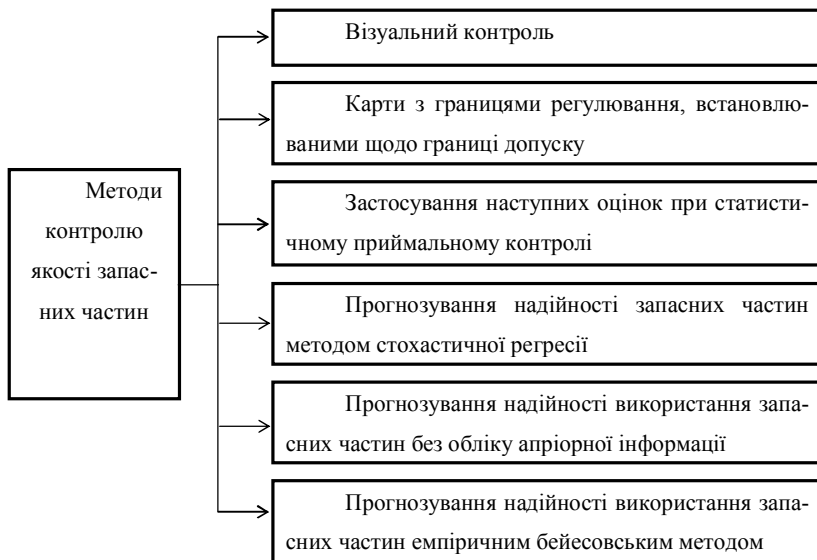 Методи
контролю
якості запас-
них частин
Візуальний контроль
Карти з границями регулювання, встановлю-
ваними щодо границі допуску
Застосування наступних оцінок при статисти-
чному приймальному контролі
Прогнозування надійності запасних частин
методом стохастичної регресії
Прогнозування надійності використання запа-
сних частин без обліку апріорної інформації
Прогнозування надійності використання запа-
сних частин емпіричним бейесовським методом